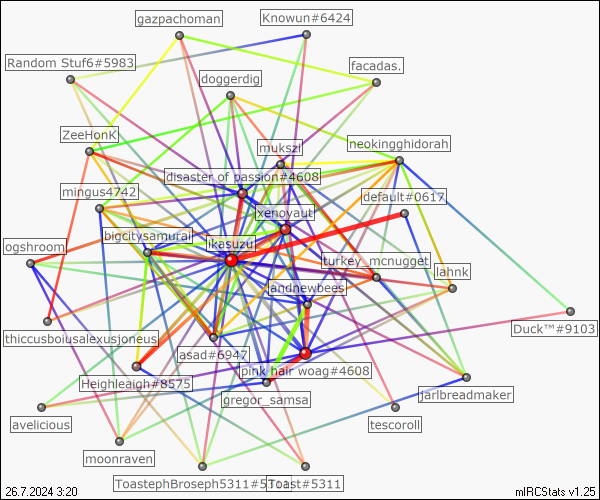 gazpachoman
Knowun#6424
Random Stuf6#5983
facadas.
doggerdig
ZeeHonK
mukszi
neokingghidorah
disaster of passion#4608
mingus4742
default#0617
xenovaut
bigcitysamurai
ikasuzu
ogshroom
turkey_mcnugget
lahnk
landnewbees
Duck™#9103
thiccusboiusalexusjoneus
asad#6947
pink hair woag#4608
Heighleaigh#8575
gregor_samsa
jarlbreadmaker
avelicious
tescoroll
moonraven
ToastephBroseph5311#5311
Toast#5311
26.7.2024 3:20
mIRCStats v1.25